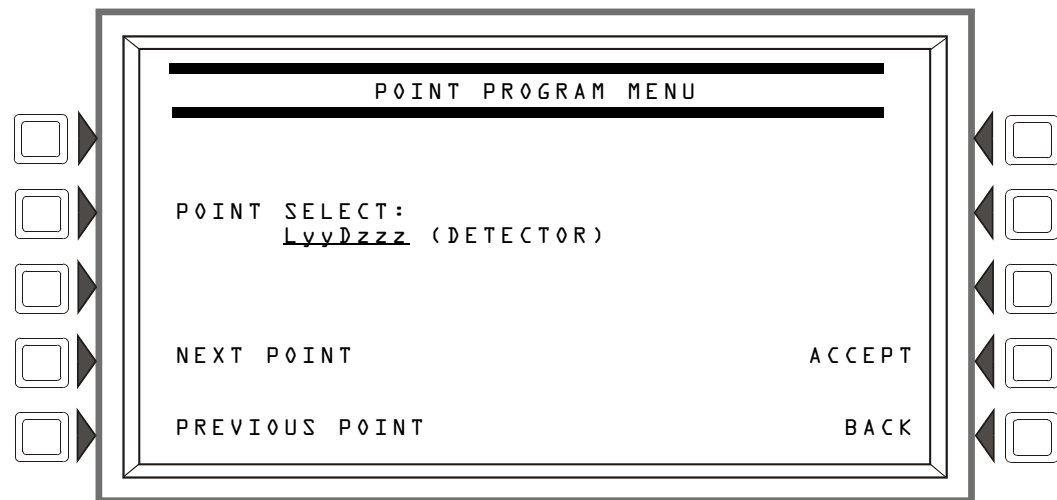 POINT PROGRAM MENU
POINT SELECT:
LyyDzzz (DETECTOR)
NEXT POINT
ACCEPT
PREVIOUS POINT
BACK